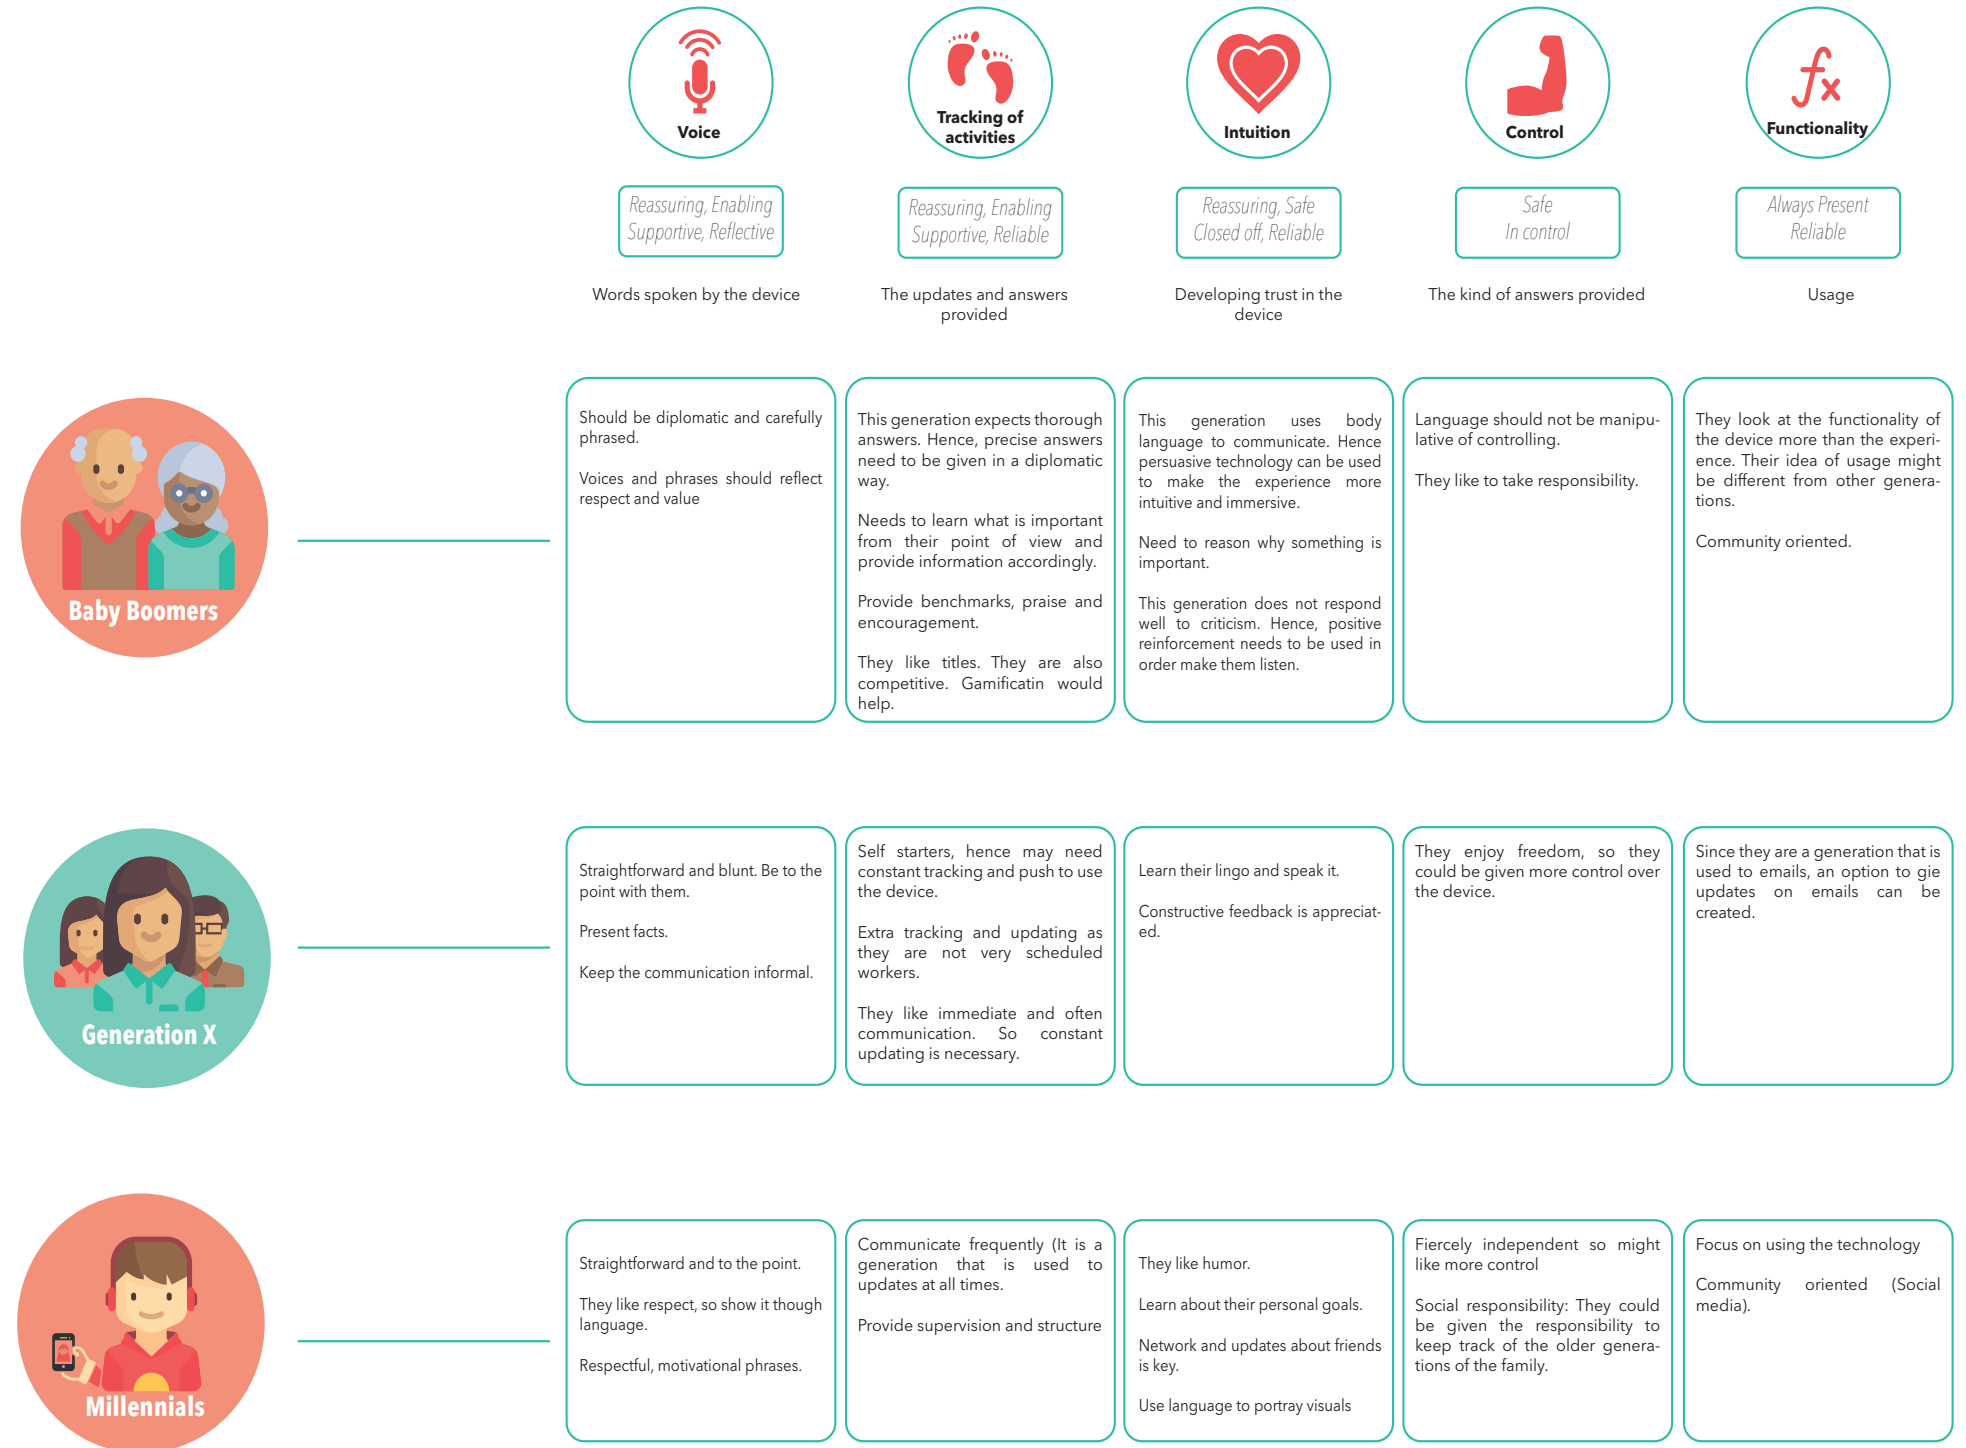 Voice
Tracking of
activities
Intuition
Control
Functionality
Reassuring, Enabling
Supportive, Reflective
Reassuring, Enabling
Supportive, Reliable
Reassuring, Safe
Closed off, Reliable
Safe
In control
Always Present
Reliable
Words spoken by the device
The updates and answers
provided
Developing trust in the
device
The kind of answers provided
Usage
Baby Boomers
Should be diplomatic and carefully
phrased.
Voices and phrases should reflect
respect and value
This generation expects thorough
answers. Hence, precise answers
need to be given in a diplomatic
way.
Needs to learn what is important
from their point of view and
provide information accordingly.
Provide benchmarks, praise and
encouragement.
They like titles. They are also
competitive. Gamificatin would
help.
This generation uses body
language to communicate. Hence
persuasive technology can be used
to make the experience more
intuitive and immersive.
Need to reason why something is
important.
This generation does not respond
well to criticism. Hence, positive
reinforcement needs to be used in
order make them listen.
Language should not be manipu-
lative of controlling.
They like to take responsibility.
They look at the functionality of
the device more than the experi-
ence. Their idea of usage might
be different from other genera-
tions.
Community oriented.
Generation X
Straightforward and blunt. Be to the
point with them.
Present facts.
Keep the communication informal.
Self starters, hence may need
constant tracking and push to use
the device.
Extra tracking and updating as
they are not very scheduled
workers.
They like immediate and often
communication. So constant
updating is necessary.
Learn their lingo and speak it.
Constructive feedback is appreciat-
ed.
They enjoy freedom, so they
could be given more control over
the device.
Since they are a generation that is
used to emails, an option to gie
updates on emails can be
created.
Millennials
Straightforward and to the point.
They like respect, so show it though
language.
Respectful, motivational phrases.
Communicate frequently (It is a
generation that is used to
updates at all times.
Provide supervision and structure
They like humor.
Learn about their personal goals.
Network and updates about friends
is key.
Use language to portray visuals
Fiercely independent so might
like more control
Social responsibility: They could
be given the responsibility to
keep track of the older genera-
tions of the family.
Focus on using the technology
Community oriented (Social
media).